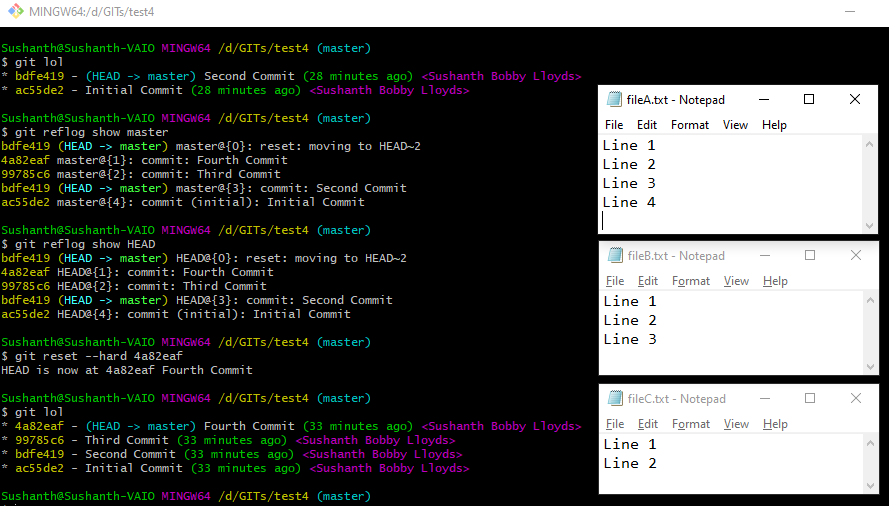 MINGW64:/d/GITs/test4
Sushanth@Sushanth-VAIO MINGW64 /d/GITs/test4 (master)
$ git lol
* bdfe419 - (HEAD -> master) Second Commit (28 minutes ago) <Sushanth Bobby Lloyds>
* ac55de2 - Initial Commit (28 minutes ago) <Sushanth Bobby Lloyds>
Sushanth@Sushanth-VAIO MINGW64 /d/GITs/test4 (master)
$ git reflog show master
bdfe419 (HEAD -> master) master@{0}: reset: moving to HEAD~2
4a82eaf master@{1}: commit: Fourth Commit
99785c6 master@{2}: commit: Third Commit
bdfe419 (HEAD -> master) master@{3}: commit: Second Commit
ac55de2 master@{4}: commit (initial): Initial Commit
Sushanth@Sushanth-VAIO MINGW64 /d/GITs/test4 (master)
$ git reflog show HEAD
bdfe419 (HEAD -> master) HEAD@{0}: reset: moving to HEAD~2
4a82eaf HEAD@{1}: commit: Fourth Commit
99785c6 HEAD@{2}: commit: Third Commit
bdfe419 (HEAD -> master) HEAD@{3}: commit: Second Commit
ac55de2 HEAD@{4}: commit (initial): Initial Commit
Sushanth@Sushanth-VAIO MINGW64 /d/GITs/test4 (master)
$ git reset --hard 4a82eaf
HEAD is now at 4a82eaf Fourth Commit
Sushanth@Sushanth-VAIO MINGW64 /d/GITs/test4 (master)
$ git lol
* 4a82eaf - (HEAD -> master) Fourth Commit (33 minutes ago) <Sushanth Bobby Lloyds>
* 99785c6 - Third Commit (33 minutes ago) <Sushanth Bobby Lloyds>
* bdfe419 - Second Commit (33 minutes ago) <Sushanth Bobby Lloyds>
* ac55de2 - Initial Commit (33 minutes ago) <Sushanth Bobby Lloyds>
Sushanth@Sushanth-VAIO MINGW64 /d/GITs/test4 (master)
fileA.txt - Notepad
File Edit Format View Help
Line 1
Line 2
Line 3
Line 4
fileB.txt - Notepad
File Edit Format View Help
Line 1
Line 2
Line 3
fileC.txt - Notepad
File Edit Format View Help
Line 1
Line 2